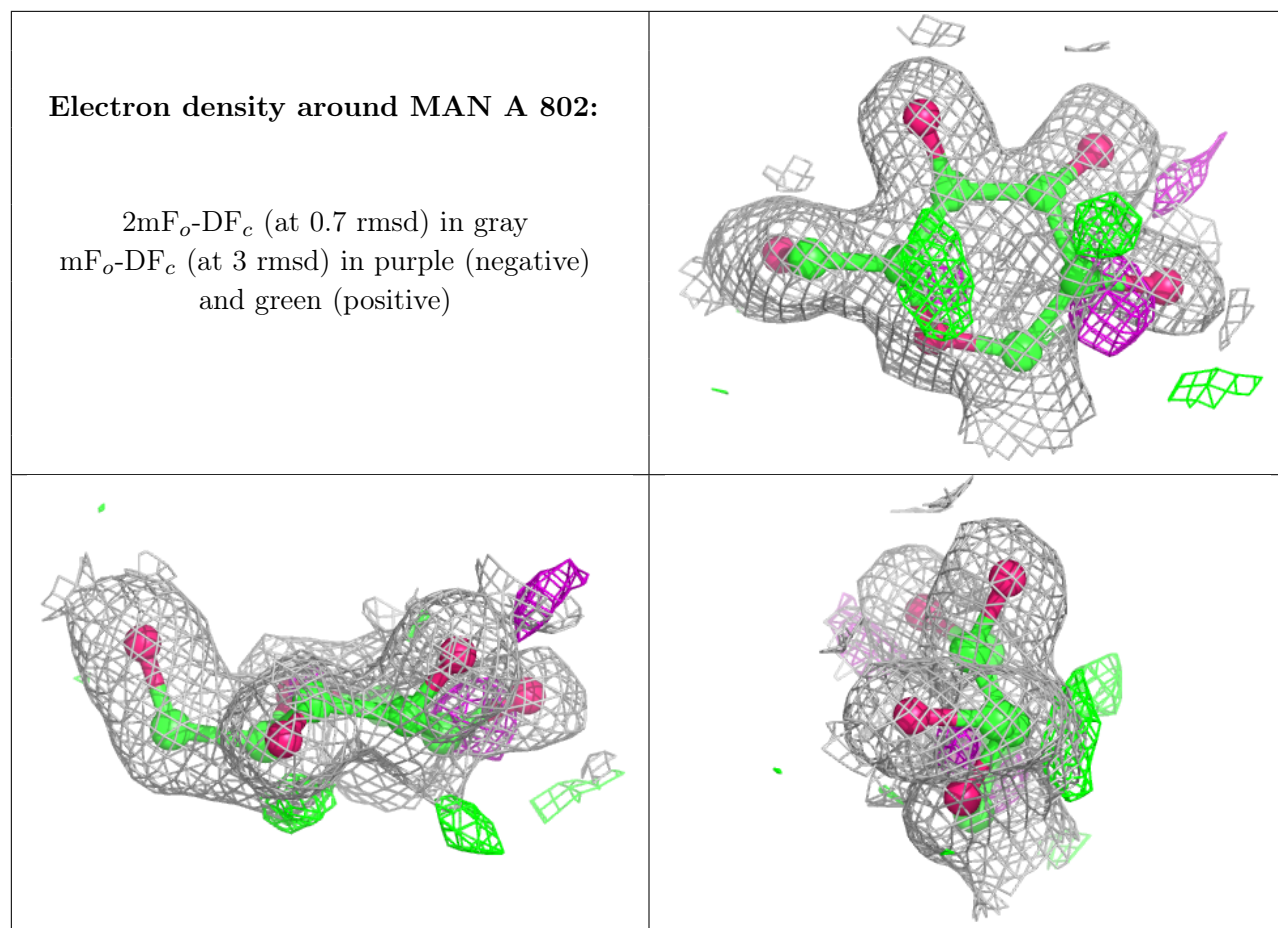 Electron density around MAN A 802:
2mFo-DFc (at 0.7 rmsd) in gray
mFo-DFc (at 3 rmsd) in purple (negative)
and green (positive)